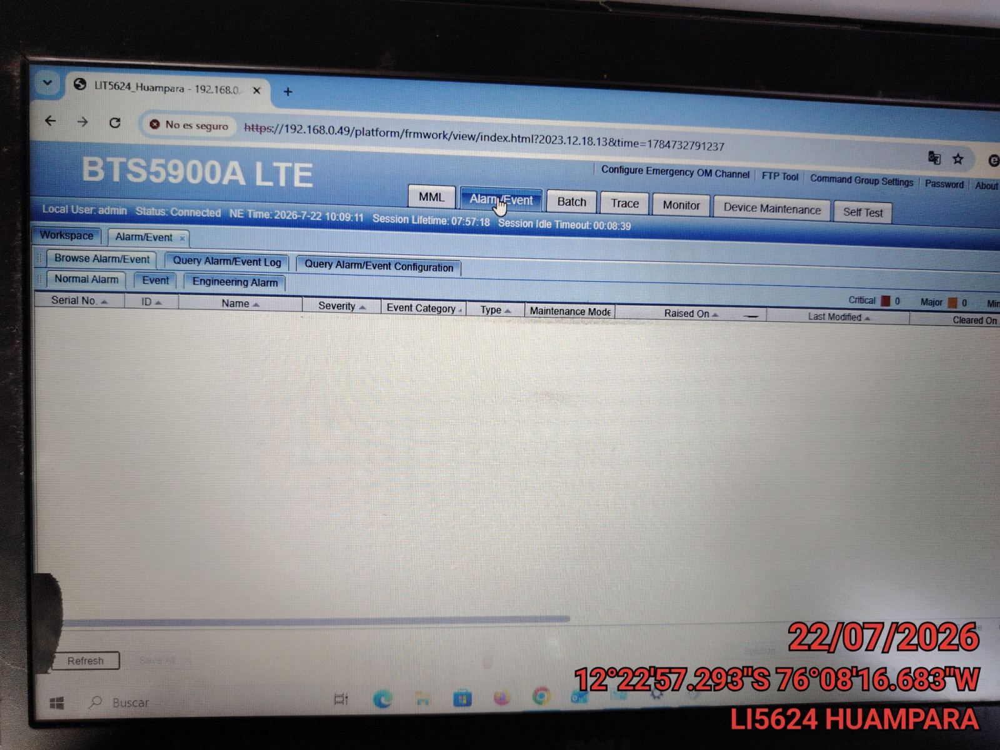 LIT5624_Huampara - 192.168.0.
No es seguro https://192.168.0.49/platform/frmwork/view/index.html?2023.12.18.13&time=1784732791237
BTS5900A LTE
Configure Emergency OM Channel FTP Tool Command Group Settings Password About
MML Alarm/Event Batch Trace Monitor Device Maintenance Self Test
Local User: admin Status: Connected NE Time: 2026-7-22 10:09:11 Session Lifetime: 07:57:18 Session Idle Timeout: 00:08:39
Workspace Alarm/Event
Browse Alarm/Event Query Alarm/Event Log Query Alarm/Event Configuration
Normal Alarm Event Engineering Alarm
Critical 0 Major 0
Serial No. ID Name Severity Event Category Type Maintenance Mode Raised On Last Modified Cleared On
Refresh Save All
Buscar
22/07/2026
12°22'57.293"S 76°08'16.683"W
LI5624 HUAMPARA